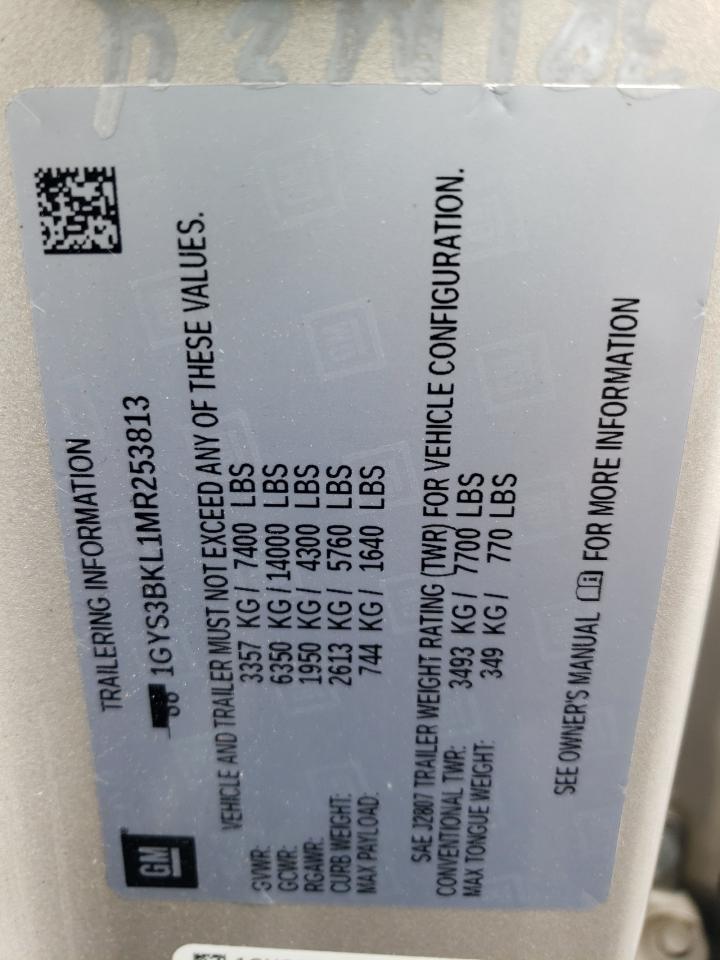 TRAILERING INFORMATION
GM
1GYS3BKL1MR253813
VEHICLE AND TRAILER MUST NOT EXCEED ANY OF THESE VALUES.
GVWR: 3357 KG / 7400 LBS
GCWR: 6350 KG / 14000 LBS
RGAWR: 1950 KG / 4300 LBS
CURB WEIGHT: 2613 KG / 5760 LBS
MAX PAYLOAD: 744 KG / 1640 LBS
SAE J2807 TRAILER WEIGHT RATING (TWR) FOR VEHICLE CONFIGURATION.
CONVENTIONAL TWR: 3493 KG / 7700 LBS
MAX TONGUE WEIGHT: 349 KG / 770 LBS
SEE OWNER'S MANUAL FOR MORE INFORMATION